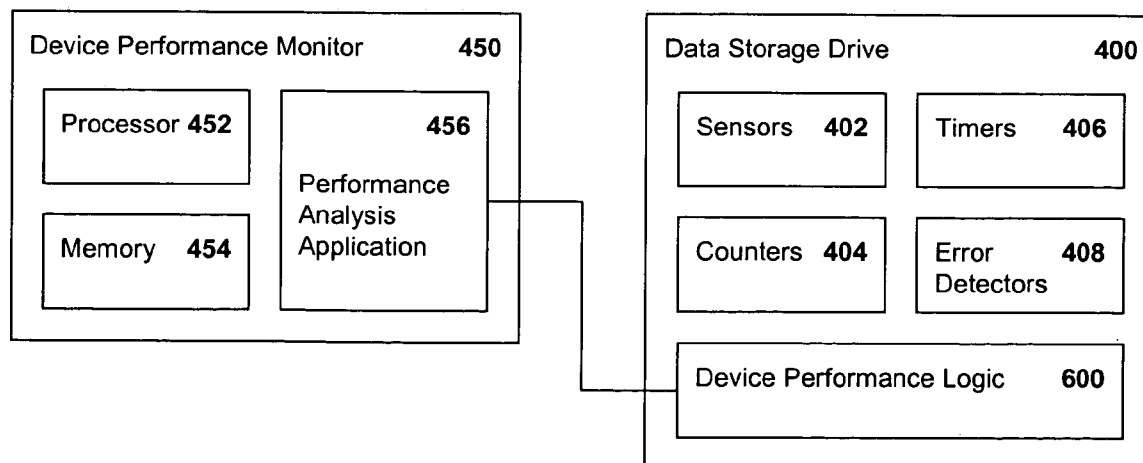 Device Performance Monitor 450
Processor 452
Memory 454
456
Performance
Analysis
Application
Data Storage Drive 400
Sensors 402
Timers 406
Counters 404
Error 408
Detectors
Device Performance Logic 600